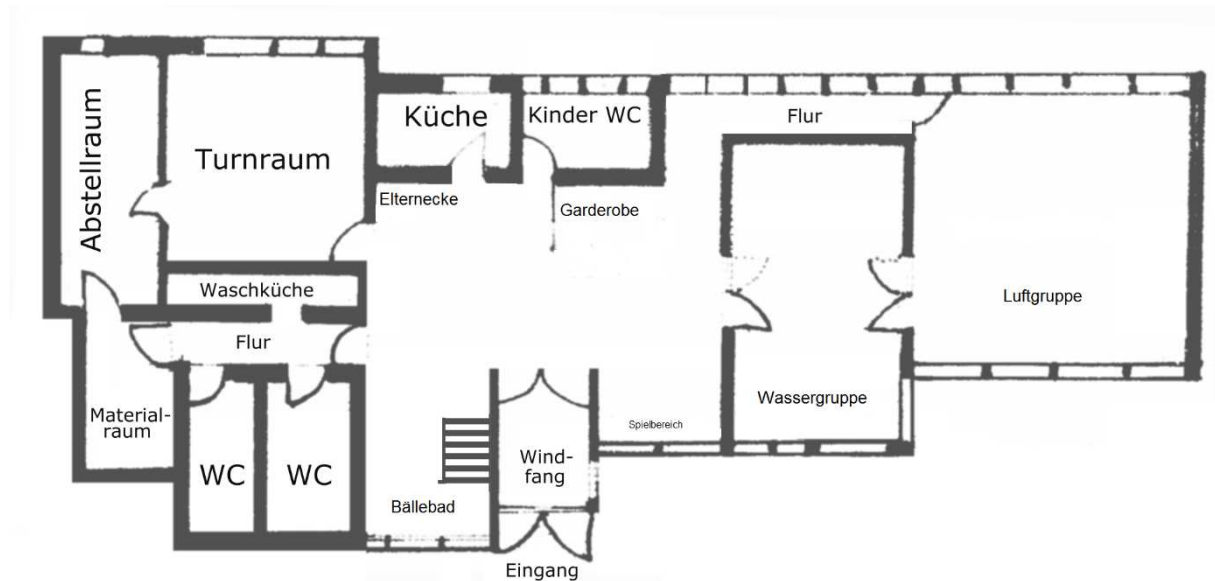 Abstellraum
Turnraum
Küche
Kinder WC
Flur
Elternecke
Garderobe
Waschküche
Luftgruppe
Flur
Wassergruppe
Material-
raum
Spielbereich
WC
WC
Wind-
fang
Bällebad
Eingang